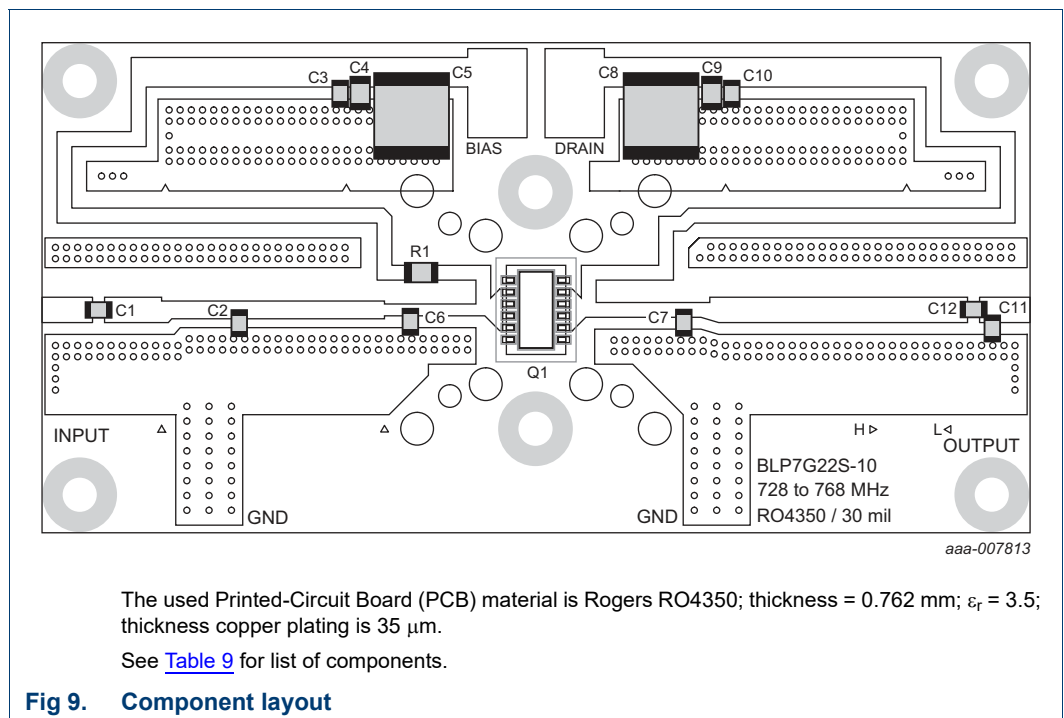 C3 C4 C5 C8 C9 C10
BIAS DRAIN
R1
C1 C2 C6 C7 C12 C11
Q1
INPUT H L OUTPUT
BLP7G22S-10
728 to 768 MHz
GND GND RO4350 / 30 mil
aaa-007813
The used Printed-Circuit Board (PCB) material is Rogers RO4350; thickness = 0.762 mm; εr = 3.5;
thickness copper plating is 35 μm.
See Table 9 for list of components.
Fig 9. Component layout